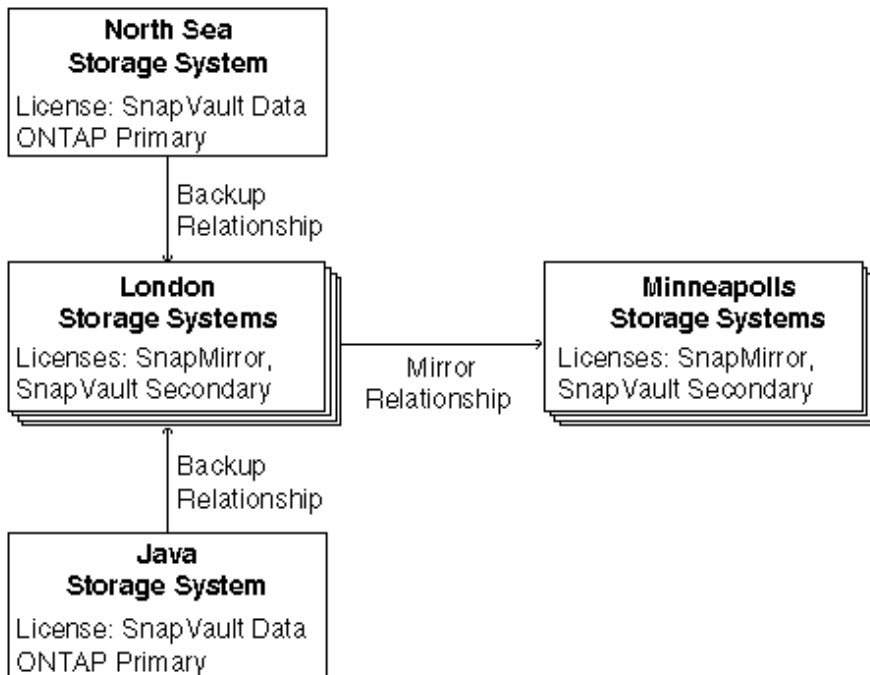 North Sea
Storage System
License: SnapVault Data
ONTAP Primary
Backup
Relationship
London
Storage Systems
Licenses: SnapMirror,
SnapVault Secondary
Mirror
Relationship
Minneapolls
Storage Systems
Licenses: SnapMirror,
SnapVault Secondary
Backup
Relationship
Java
Storage System
License: SnapVault Data
ONTAP Primary